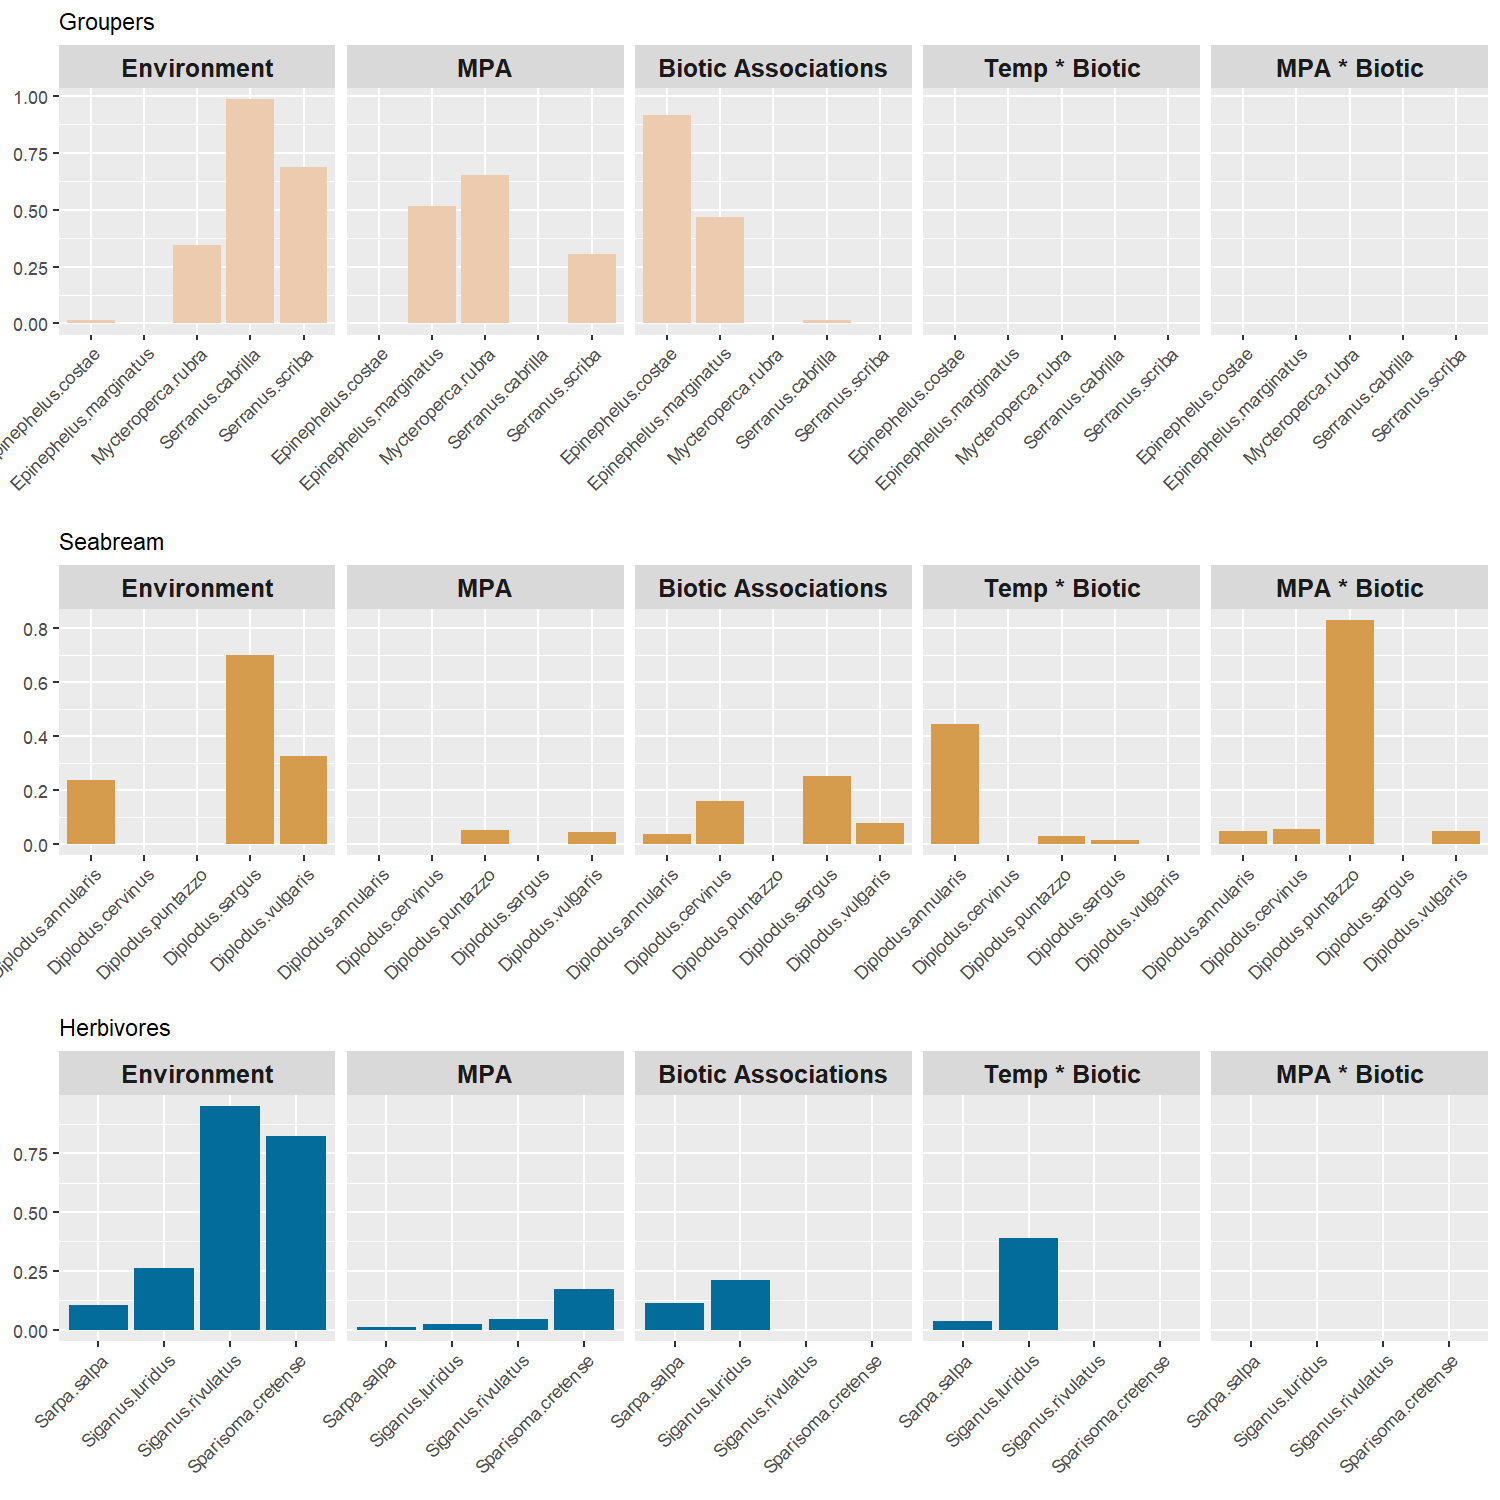 Groupers
Environment MPA Biotic Associations Temp * Biotic MPA * Biotic
1.00
0.75
0.50
0.25
0.00
Epinephelus.marginatus Mycteroperca.rubra Serranus.cabrilla Serranus.scriba Epinephelus.costae Epinephelus.marginatus Mycteroperca.rubra Serranus.cabrilla Serranus.scriba Epinephelus.costae Epinephelus.marginatus Mycteroperca.rubra Serranus.cabrilla Serranus.scriba Epinephelus.costae Epinephelus.marginatus Mycteroperca.rubra Serranus.cabrilla Serranus.scriba Epinephelus.costae Epinephelus.marginatus Mycteroperca.rubra Serranus.cabrilla Serranus.scriba
Seabream
Environment MPA Biotic Associations Temp * Biotic MPA * Biotic
0.8
0.6
0.4
0.2
0.0
Diplodus.annularis Diplodus.cervinus Diplodus.puntazzo Diplodus.sargus Diplodus.vulgaris Diplodus.annularis Diplodus.cervinus Diplodus.puntazzo Diplodus.sargus Diplodus.vulgaris Diplodus.annularis Diplodus.cervinus Diplodus.puntazzo Diplodus.sargus Diplodus.vulgaris Diplodus.annularis Diplodus.cervinus Diplodus.puntazzo Diplodus.sargus Diplodus.vulgaris Diplodus.annularis Diplodus.cervinus Diplodus.puntazzo Diplodus.sargus Diplodus.vulgaris
Herbivores
Environment MPA Biotic Associations Temp * Biotic MPA * Biotic
0.75
0.50
0.25
0.00
Sarpa.salpa Siganus.luridus Siganus.rivulatus Sparisoma.cretense Sarpa.salpa Siganus.luridus Siganus.rivulatus Sparisoma.cretense Sarpa.salpa Siganus.luridus Siganus.rivulatus Sparisoma.cretense Sarpa.salpa Siganus.luridus Siganus.rivulatus Sparisoma.cretense Sarpa.salpa Siganus.luridus Siganus.rivulatus Sparisoma.cretense